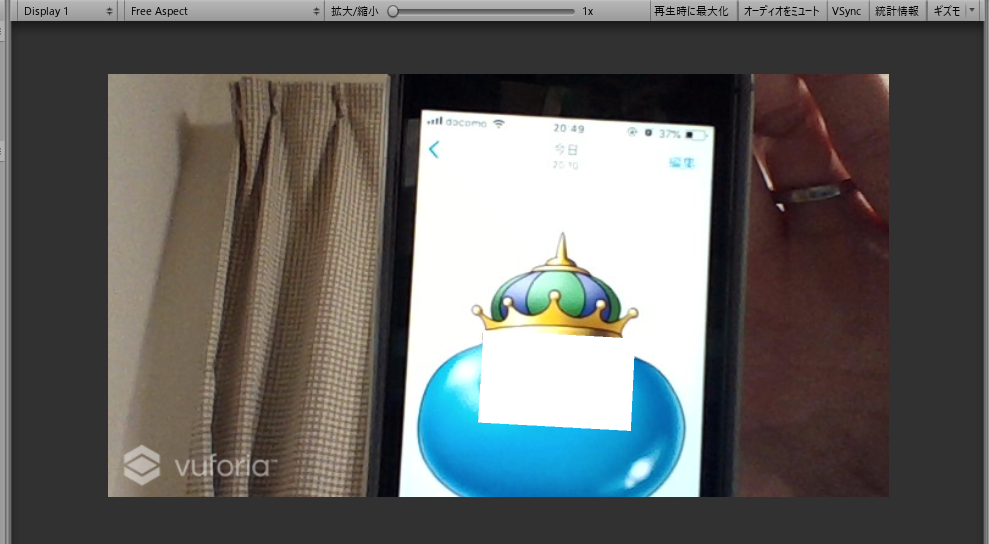 Display 1
Free Aspect
拡大/縮小
1x
再生時に最大化
オーディオをミュート
VSync
統計情報
ギズモ
docomo
20:49
37%
今日
20:10
編集
vuforia™